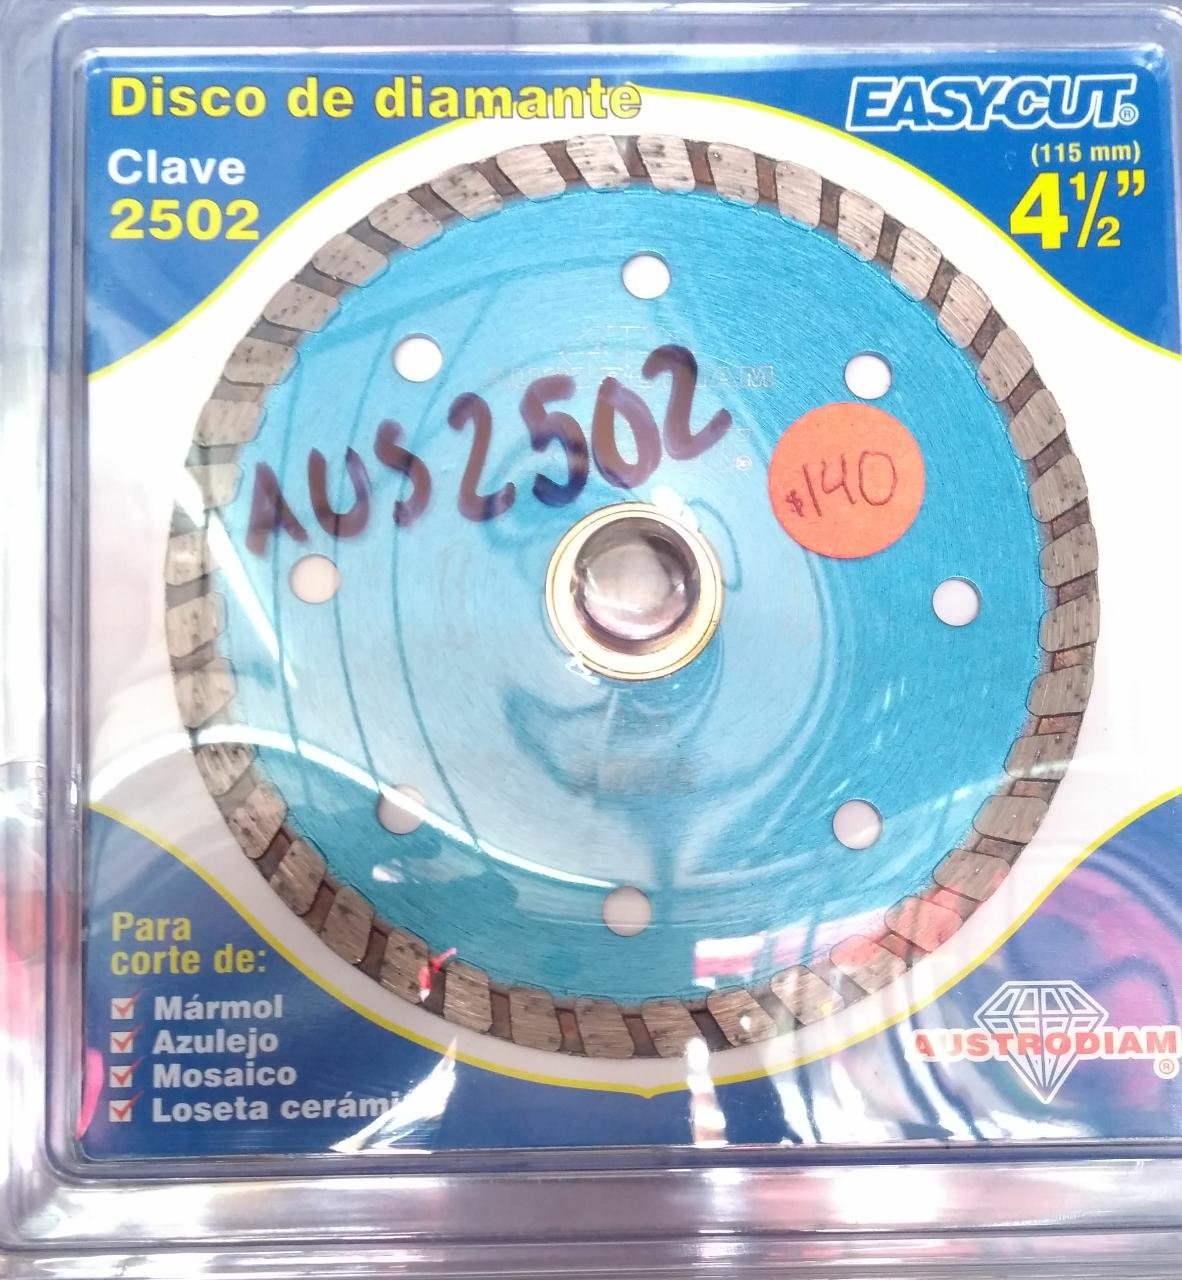 Disco de diamante
Clave
2502
EASY-CUT®
(115 mm)
4½”
AUS2502
$140
Para
corte de:
Mármol
Azulejo
Mosaico
Loseta
AUSTRODIAM
®